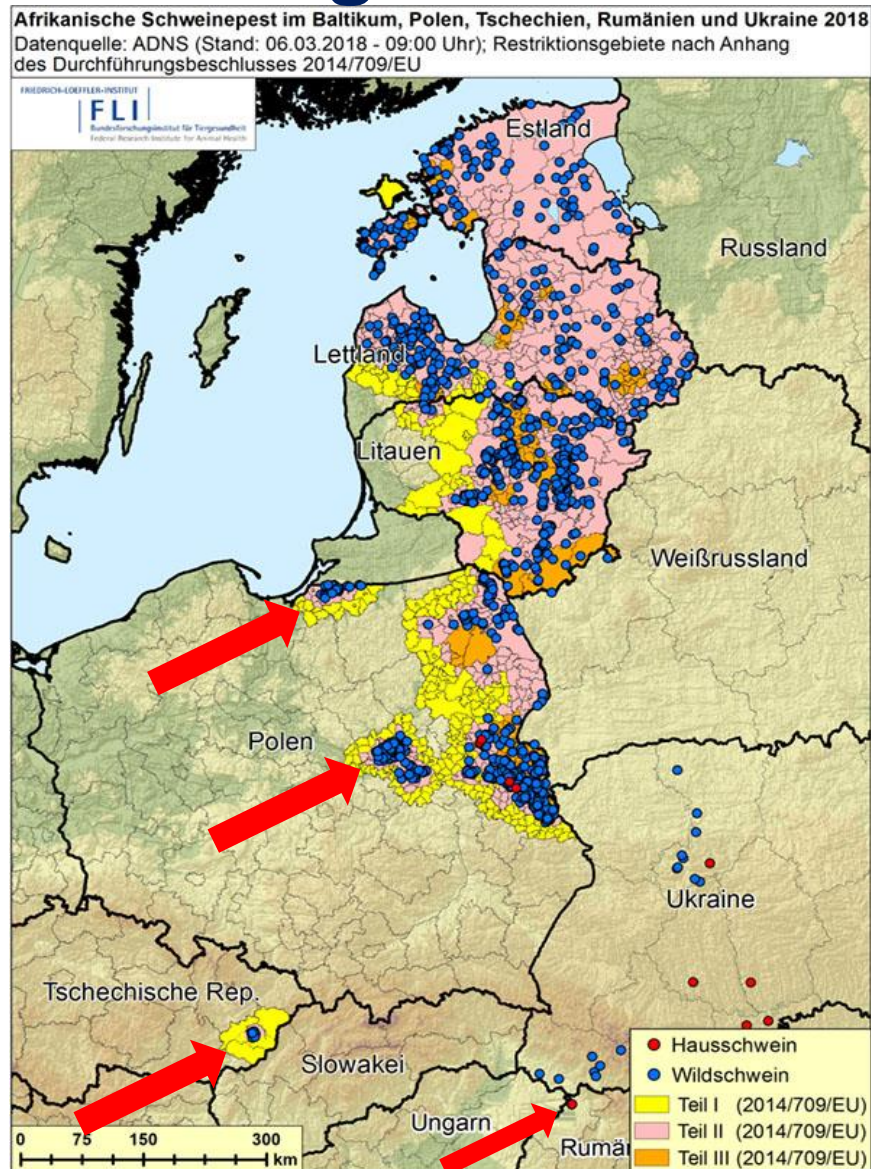 Afrikanische Schweinepest im Baltikum, Polen, Tschechien, Rumänien und Ukraine 2018
Datenquelle: ADNS (Stand: 06.03.2018 - 09:00 Uhr); Restriktionsgebiete nach Anhang
des Durchführungsbeschlusses 2014/709/EU
FRIEDRICH-LOEFFLER-INSTITUT
FLI
Bundesforschungsinstitut für Tiergesundheit
Federal Research Institute for Animal Health
Estland
Russland
Lettland
Litauen
Weißrussland
Polen
Ukraine
Tschechische Rep.
Slowakei
Ungarn
Rumän
Hausschwein
Wildschwein
Teil I (2014/709/EU)
Teil II (2014/709/EU)
Teil III (2014/709/EU)
0 75 150 300
km